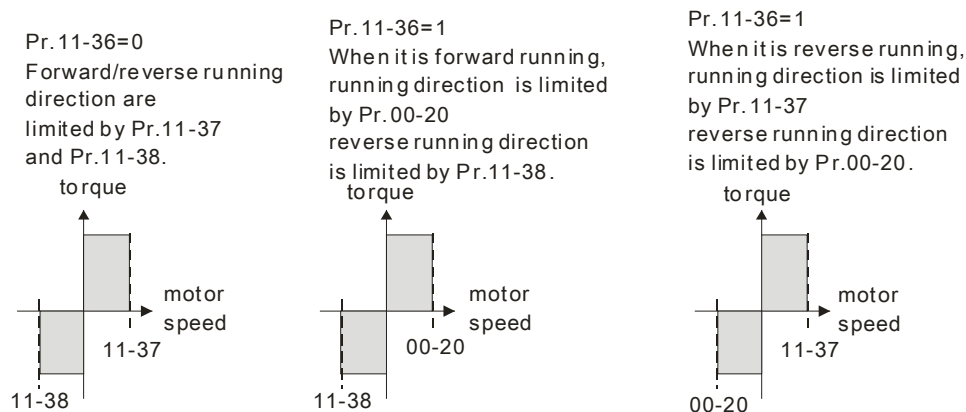 Pr.11-36=0
Forward/reverse running
direction are
limited by Pr.11-37
and Pr.11-38.
torque
motor
speed
11-37
11-38
Pr.11-36=1
When it is forward running,
running direction is limited
by Pr.00-20
reverse running direction
is limited by Pr.11-38.
torque
motor
speed
00-20
11-38
Pr.11-36=1
When it is reverse running,
running direction is limited
by Pr.11-37
reverse running direction
is limited by Pr.00-20.
torque
motor
speed
11-37
00-20